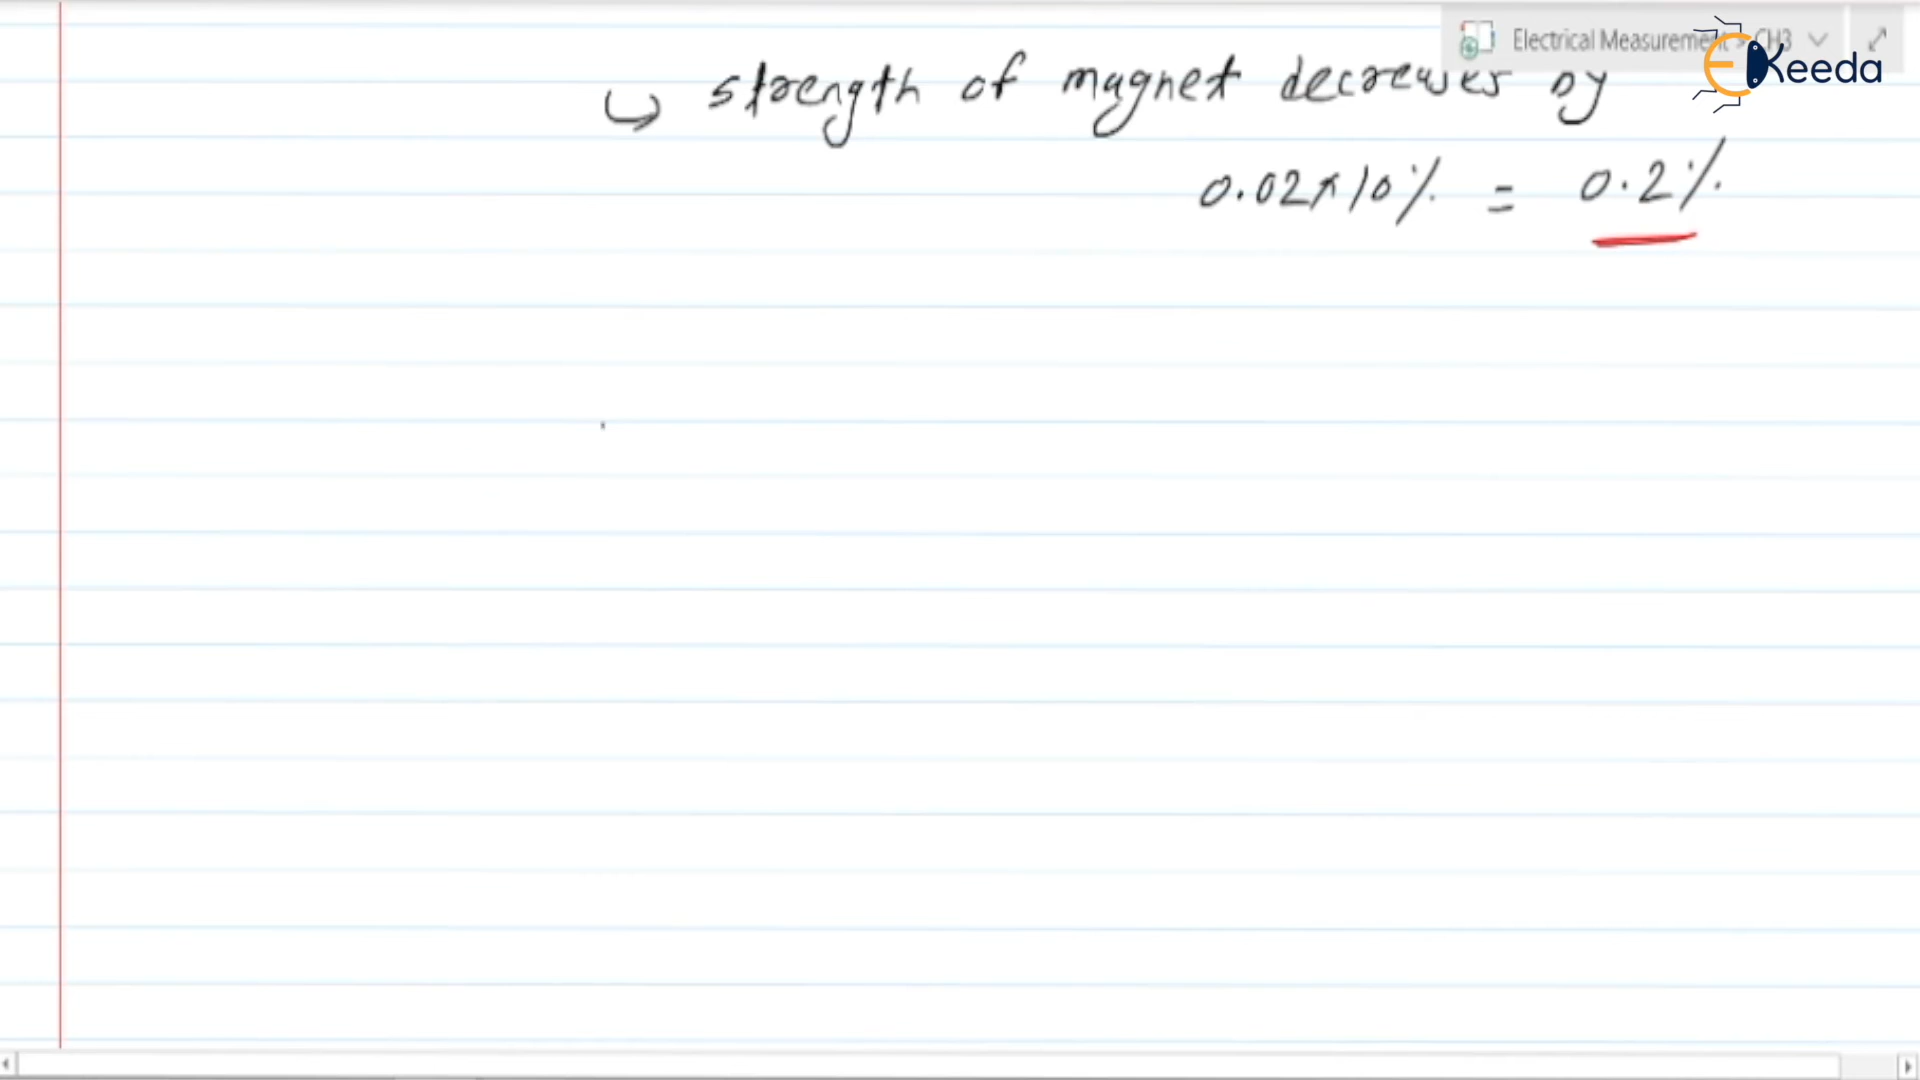 Electrical Measurement > CH3
EKeeda
↪ strength of magnet decreases by
0.02×10% = 0.2%